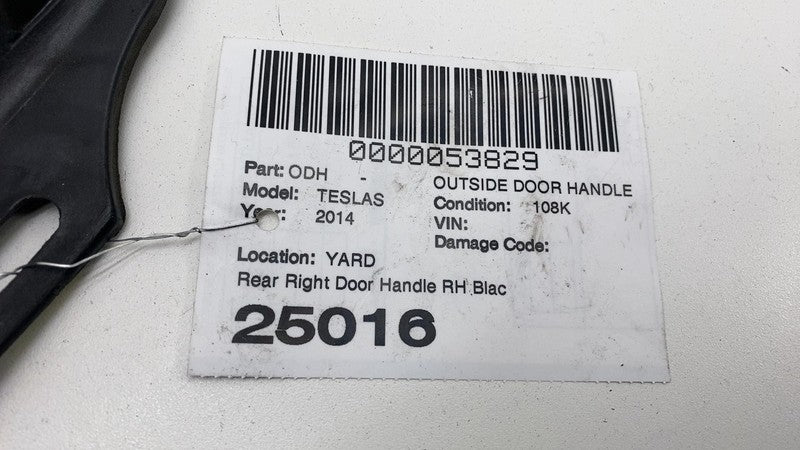 0000053829
Part: ODH - OUTSIDE DOOR HANDLE
Model: TESLAS Condition: 108K
Year: 2014 VIN:
Damage Code:
Location: YARD
Rear Right Door Handle RH Blac
25016